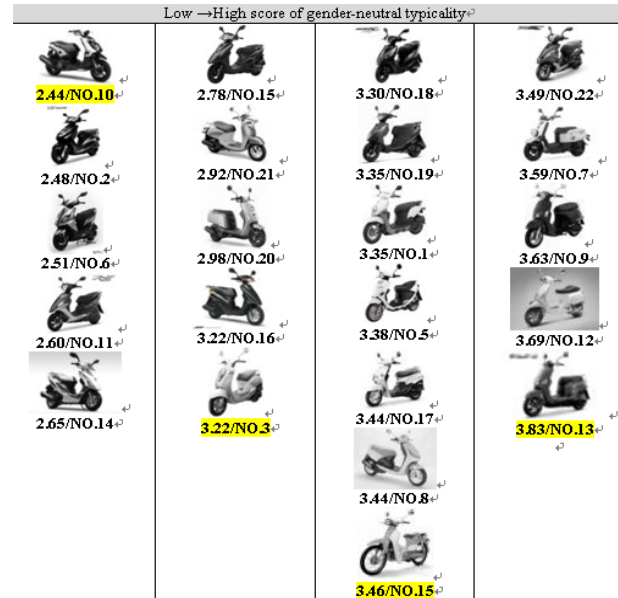 Low →High score of gender-neutral typicality
2.44/NO.10
2.48/NO.2
2.51/NO.6
2.60/NO.11
2.65/NO.14
2.78/NO.15
2.92/NO.21
2.98/NO.20
3.22/NO.16
3.22/NO.3
3.30/NO.18
3.35/NO.19
3.35/NO.1
3.38/NO.5
3.44/NO.17
3.44/NO.8
3.46/NO.15
3.49/NO.22
3.59/NO.7
3.63/NO.9
3.69/NO.12
3.83/NO.13